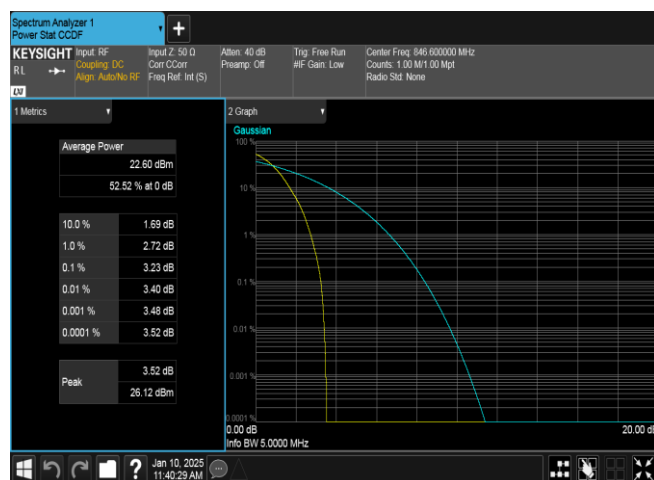 Spectrum Analyzer 1
Power Stat CCDF
+
KEYSIGHT
RL
LXI
Input: RF
Coupling: DC
Align: Auto/No RF
Input Z: 50 Ω
Corr CCorr
Freq Ref: Int (S)
Atten: 40 dB
Preamp: Off
Trig: Free Run
#IF Gain: Low
Center Freq: 846.600000 MHz
Counts: 1.00 M/1.00 Mpt
Radio Std: None
1 Metrics
Average Power
22.60 dBm
52.52 % at 0 dB
10.0 % 1.69 dB
1.0 % 2.72 dB
0.1 % 3.23 dB
0.01 % 3.40 dB
0.001 % 3.48 dB
0.0001 % 3.52 dB
Peak
3.52 dB
26.12 dBm
2 Graph
Gaussian
100 %
10 %
1 %
0.1 %
0.01 %
0.001 %
0.0001 %
0.00 dB
20.00 dB
Info BW 5.0000 MHz
?
Jan 10, 2025
11:40:29 AM